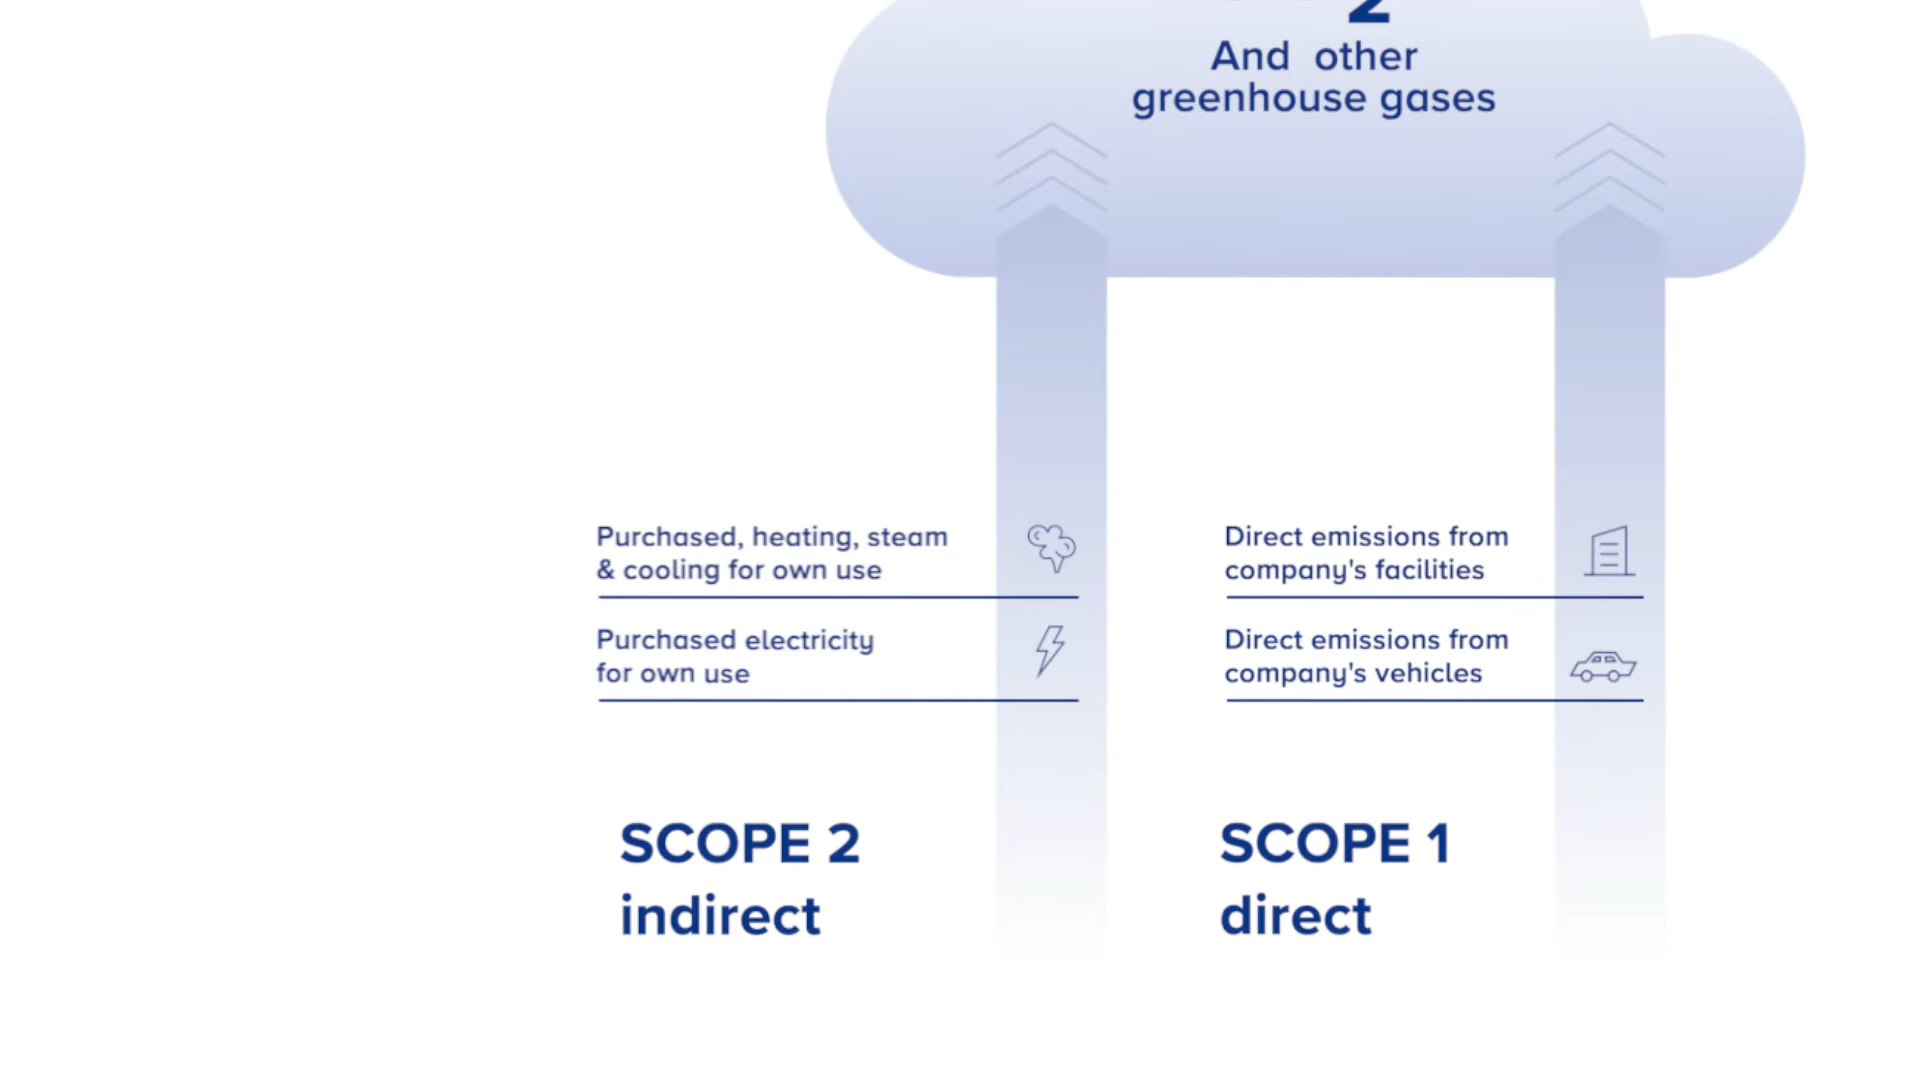 2
And other
greenhouse gases
Purchased, heating, steam
& cooling for own use
Purchased electricity
for own use
SCOPE 2
indirect
Direct emissions from
company's facilities
Direct emissions from
company's vehicles
SCOPE 1
direct